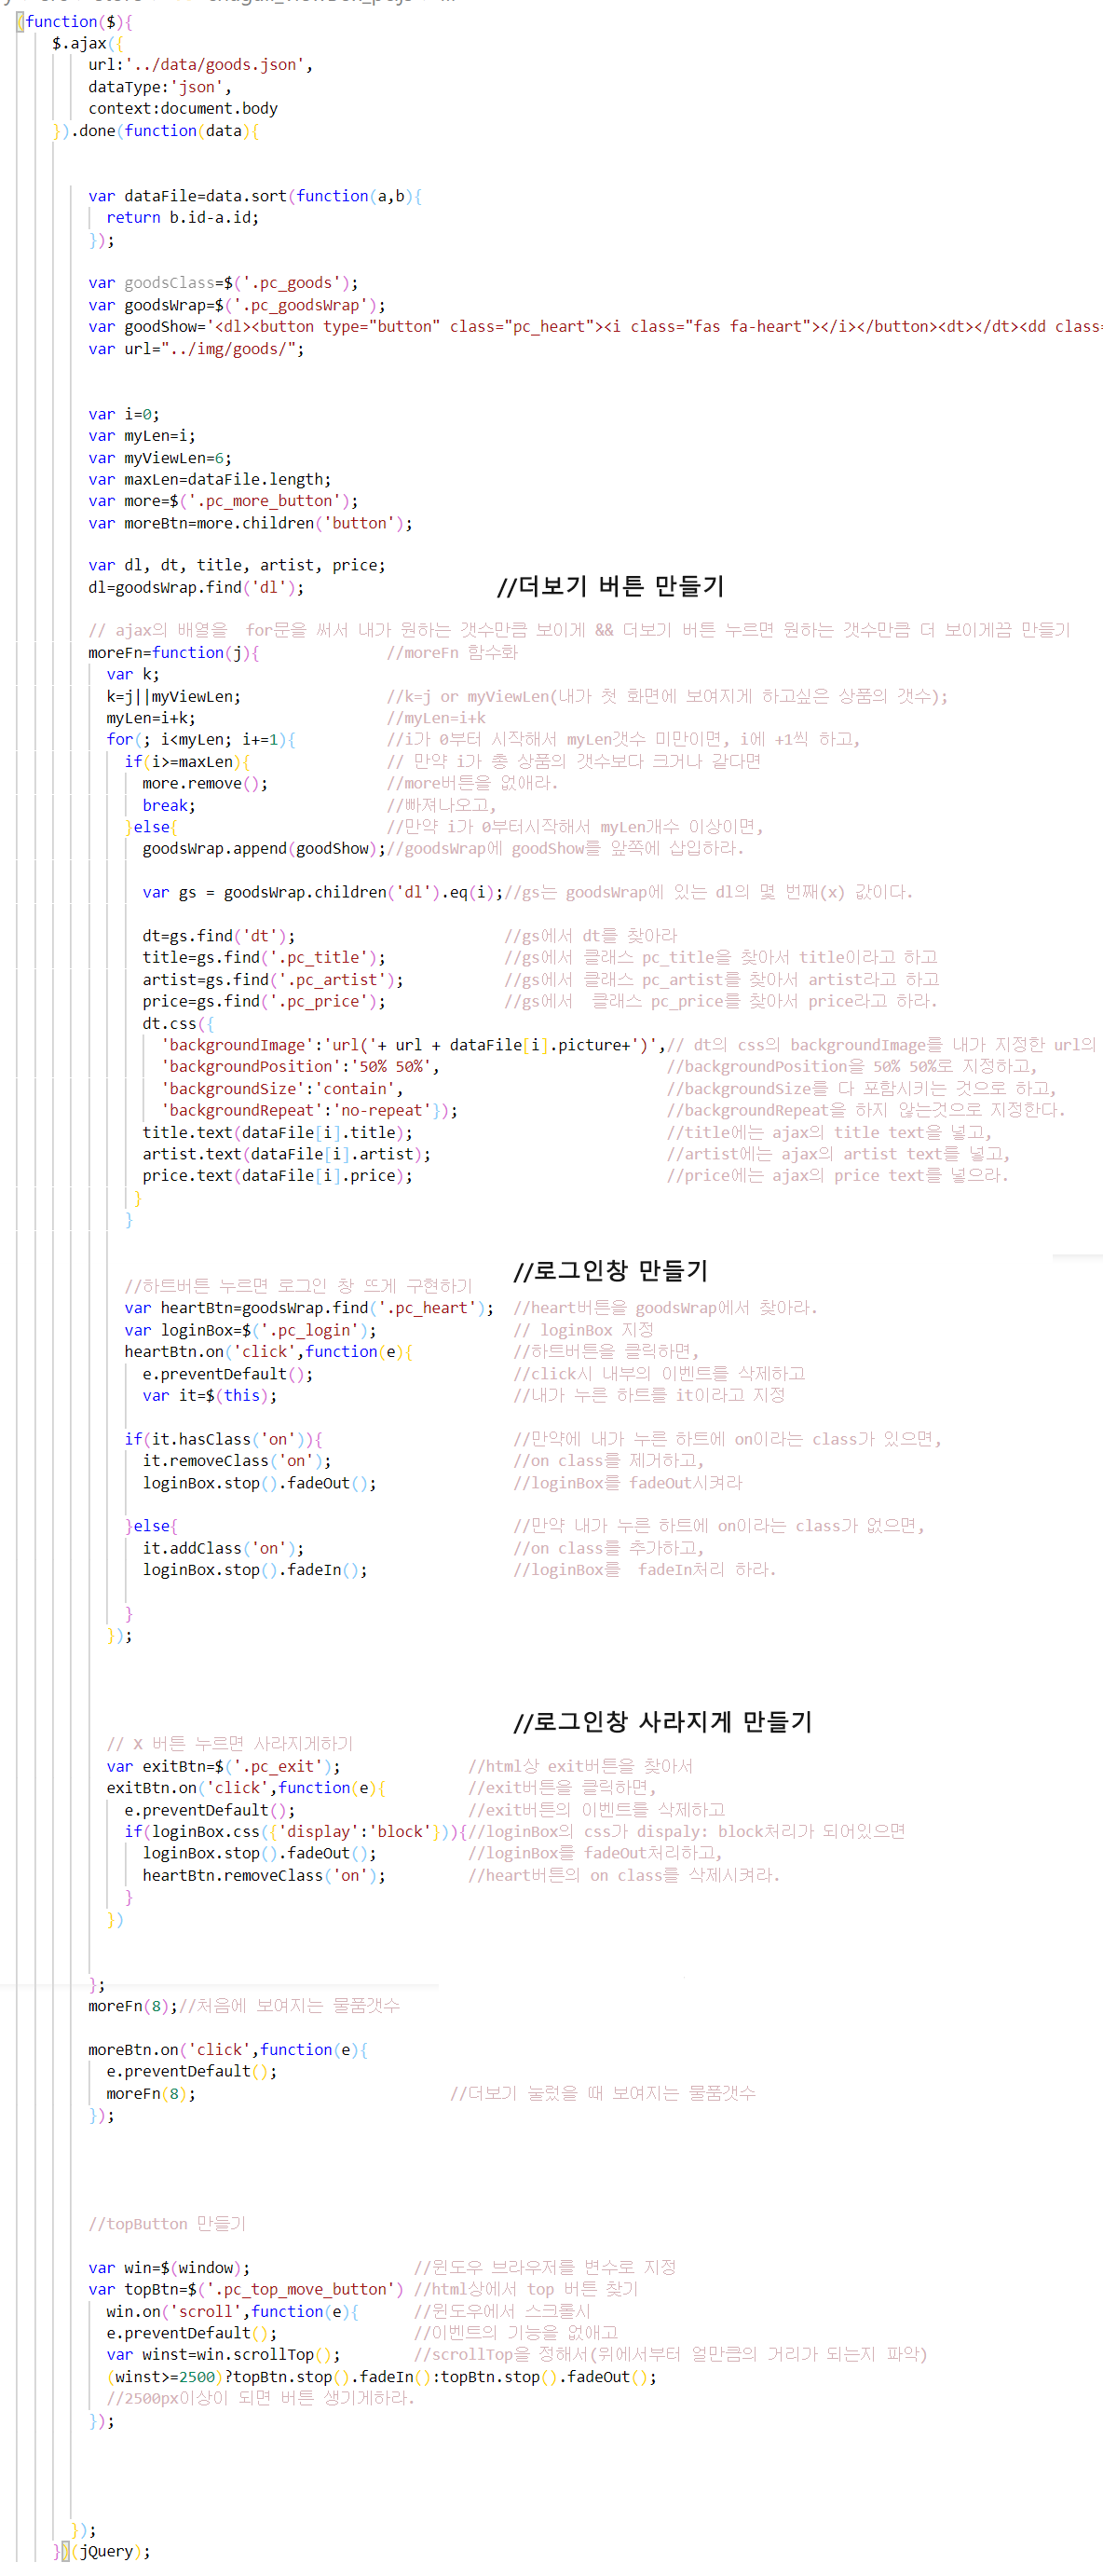 (function($){
$.ajax({
url:'../data/goods.json',
dataType:'json',
context:document.body
}).done(function(data){
var dataFile=data.sort(function(a,b){
return b.id-a.id;
});
var goodsClass=$('.pc_goods');
var goodsWrap=$('.pc_goodsWrap');
var goodShow='<dl><button type="button" class="pc_heart"><i class="fas fa-heart"></i></button><dt></dt><dd class=
var url="../img/goods/";
var i=0;
var myLen=i;
var myViewLen=6;
var maxLen=dataFile.length;
var more=$('.pc_more_button');
var moreBtn=more.children('button');
var dl, dt, title, artist, price;
dl=goodsWrap.find('dl'); //더보기 버튼 만들기
// ajax의 배열을  for문을 써서 내가 원하는 갯수만큼 보이게 && 더보기 버튼 누르면 원하는 갯수만큼 더 보이게끔 만들기
moreFn=function(j){ //moreFn 함수화
var k;
k=j||myViewLen; //k=j or myViewLen(내가 첫 화면에 보여지게 하고싶은 상품의 갯수);
myLen=i+k; //myLen=i+k
for(; i<myLen; i+=1){ //i가 0부터 시작해서 myLen갯수 미만이면, i에 +1씩 하고,
if(i>=maxLen){ // 만약 i가 총 상품의 갯수보다 크거나 같다면
more.remove(); //more버튼을 없애라.
break; //빠져나오고,
}else{ //만약 i가 0부터시작해서 myLen개수 이상이면,
goodsWrap.append(goodShow);//goodsWrap에 goodShow를 앞쪽에 삽입하라.
var gs = goodsWrap.children('dl').eq(i);//gs는 goodsWrap에 있는 dl의 몇 번째(x) 값이다.
dt=gs.find('dt'); //gs에서 dt를 찾아라
title=gs.find('.pc_title'); //gs에서 클래스 pc_title을 찾아서 title이라고 하고
artist=gs.find('.pc_artist'); //gs에서 클래스 pc_artist를 찾아서 artist라고 하고
price=gs.find('.pc_price'); //gs에서  클래스 pc_price를 찾아서 price라고 하라.
dt.css({
'backgroundImage':'url('+ url + dataFile[i].picture+')',// dt의 css의 backgroundImage를 내가 지정한 url의
'backgroundPosition':'50% 50%', //backgroundPosition을 50% 50%로 지정하고,
'backgroundSize':'contain', //backgroundSize를 다 포함시키는 것으로 하고,
'backgroundRepeat':'no-repeat'}); //backgroundRepeat을 하지 않는것으로 지정한다.
title.text(dataFile[i].title); //title에는 ajax의 title text을 넣고,
artist.text(dataFile[i].artist); //artist에는 ajax의 artist text를 넣고,
price.text(dataFile[i].price); //price에는 ajax의 price text를 넣으라.
}
}
//로그인창 만들기
//하트버튼 누르면 로그인 창 뜨게 구현하기
var heartBtn=goodsWrap.find('.pc_heart'); //heart버튼을 goodsWrap에서 찾아라.
var loginBox=$('.pc_login'); // loginBox 지정
heartBtn.on('click',function(e){ //하트버튼을 클릭하면,
e.preventDefault(); //click시 내부의 이벤트를 삭제하고
var it=$(this); //내가 누른 하트를 it이라고 지정
if(it.hasClass('on')){ //만약에 내가 누른 하트에 on이라는 class가 있으면,
it.removeClass('on'); //on class를 제거하고,
loginBox.stop().fadeOut(); //loginBox를 fadeOut시켜라
}else{ //만약 내가 누른 하트에 on이라는 class가 없으면,
it.addClass('on'); //on class를 추가하고,
loginBox.stop().fadeIn(); //loginBox를  fadeIn처리 하라.
}
});
//로그인창 사라지게 만들기
// X 버튼 누르면 사라지게하기
var exitBtn=$('.pc_exit'); //html상 exit버튼을 찾아서
exitBtn.on('click',function(e){ //exit버튼을 클릭하면,
e.preventDefault(); //exit버튼의 이벤트를 삭제하고
if(loginBox.css({'display':'block'})){//loginBox의 css가 dispaly: block처리가 되어있으면
loginBox.stop().fadeOut(); //loginBox를 fadeOut처리하고,
heartBtn.removeClass('on'); //heart버튼의 on class를 삭제시켜라.
}
})
};
moreFn(8);//처음에 보여지는 물품갯수
moreBtn.on('click',function(e){
e.preventDefault();
moreFn(8); //더보기 눌렀을 때 보여지는 물품갯수
});
//topButton 만들기
var win=$(window); //윈도우 브라우저를 변수로 지정
var topBtn=$('.pc_top_move_button') //html상에서 top 버튼 찾기
win.on('scroll',function(e){ //윈도우에서 스크롤시
e.preventDefault(); //이벤트의 기능을 없애고
var winst=win.scrollTop(); //scrollTop을 정해서(위에서부터 얼만큼의 거리가 되는지 파악)
(winst>=2500)?topBtn.stop().fadeIn():topBtn.stop().fadeOut();
//2500px이상이 되면 버튼 생기게하라.
});
});
})(jQuery);